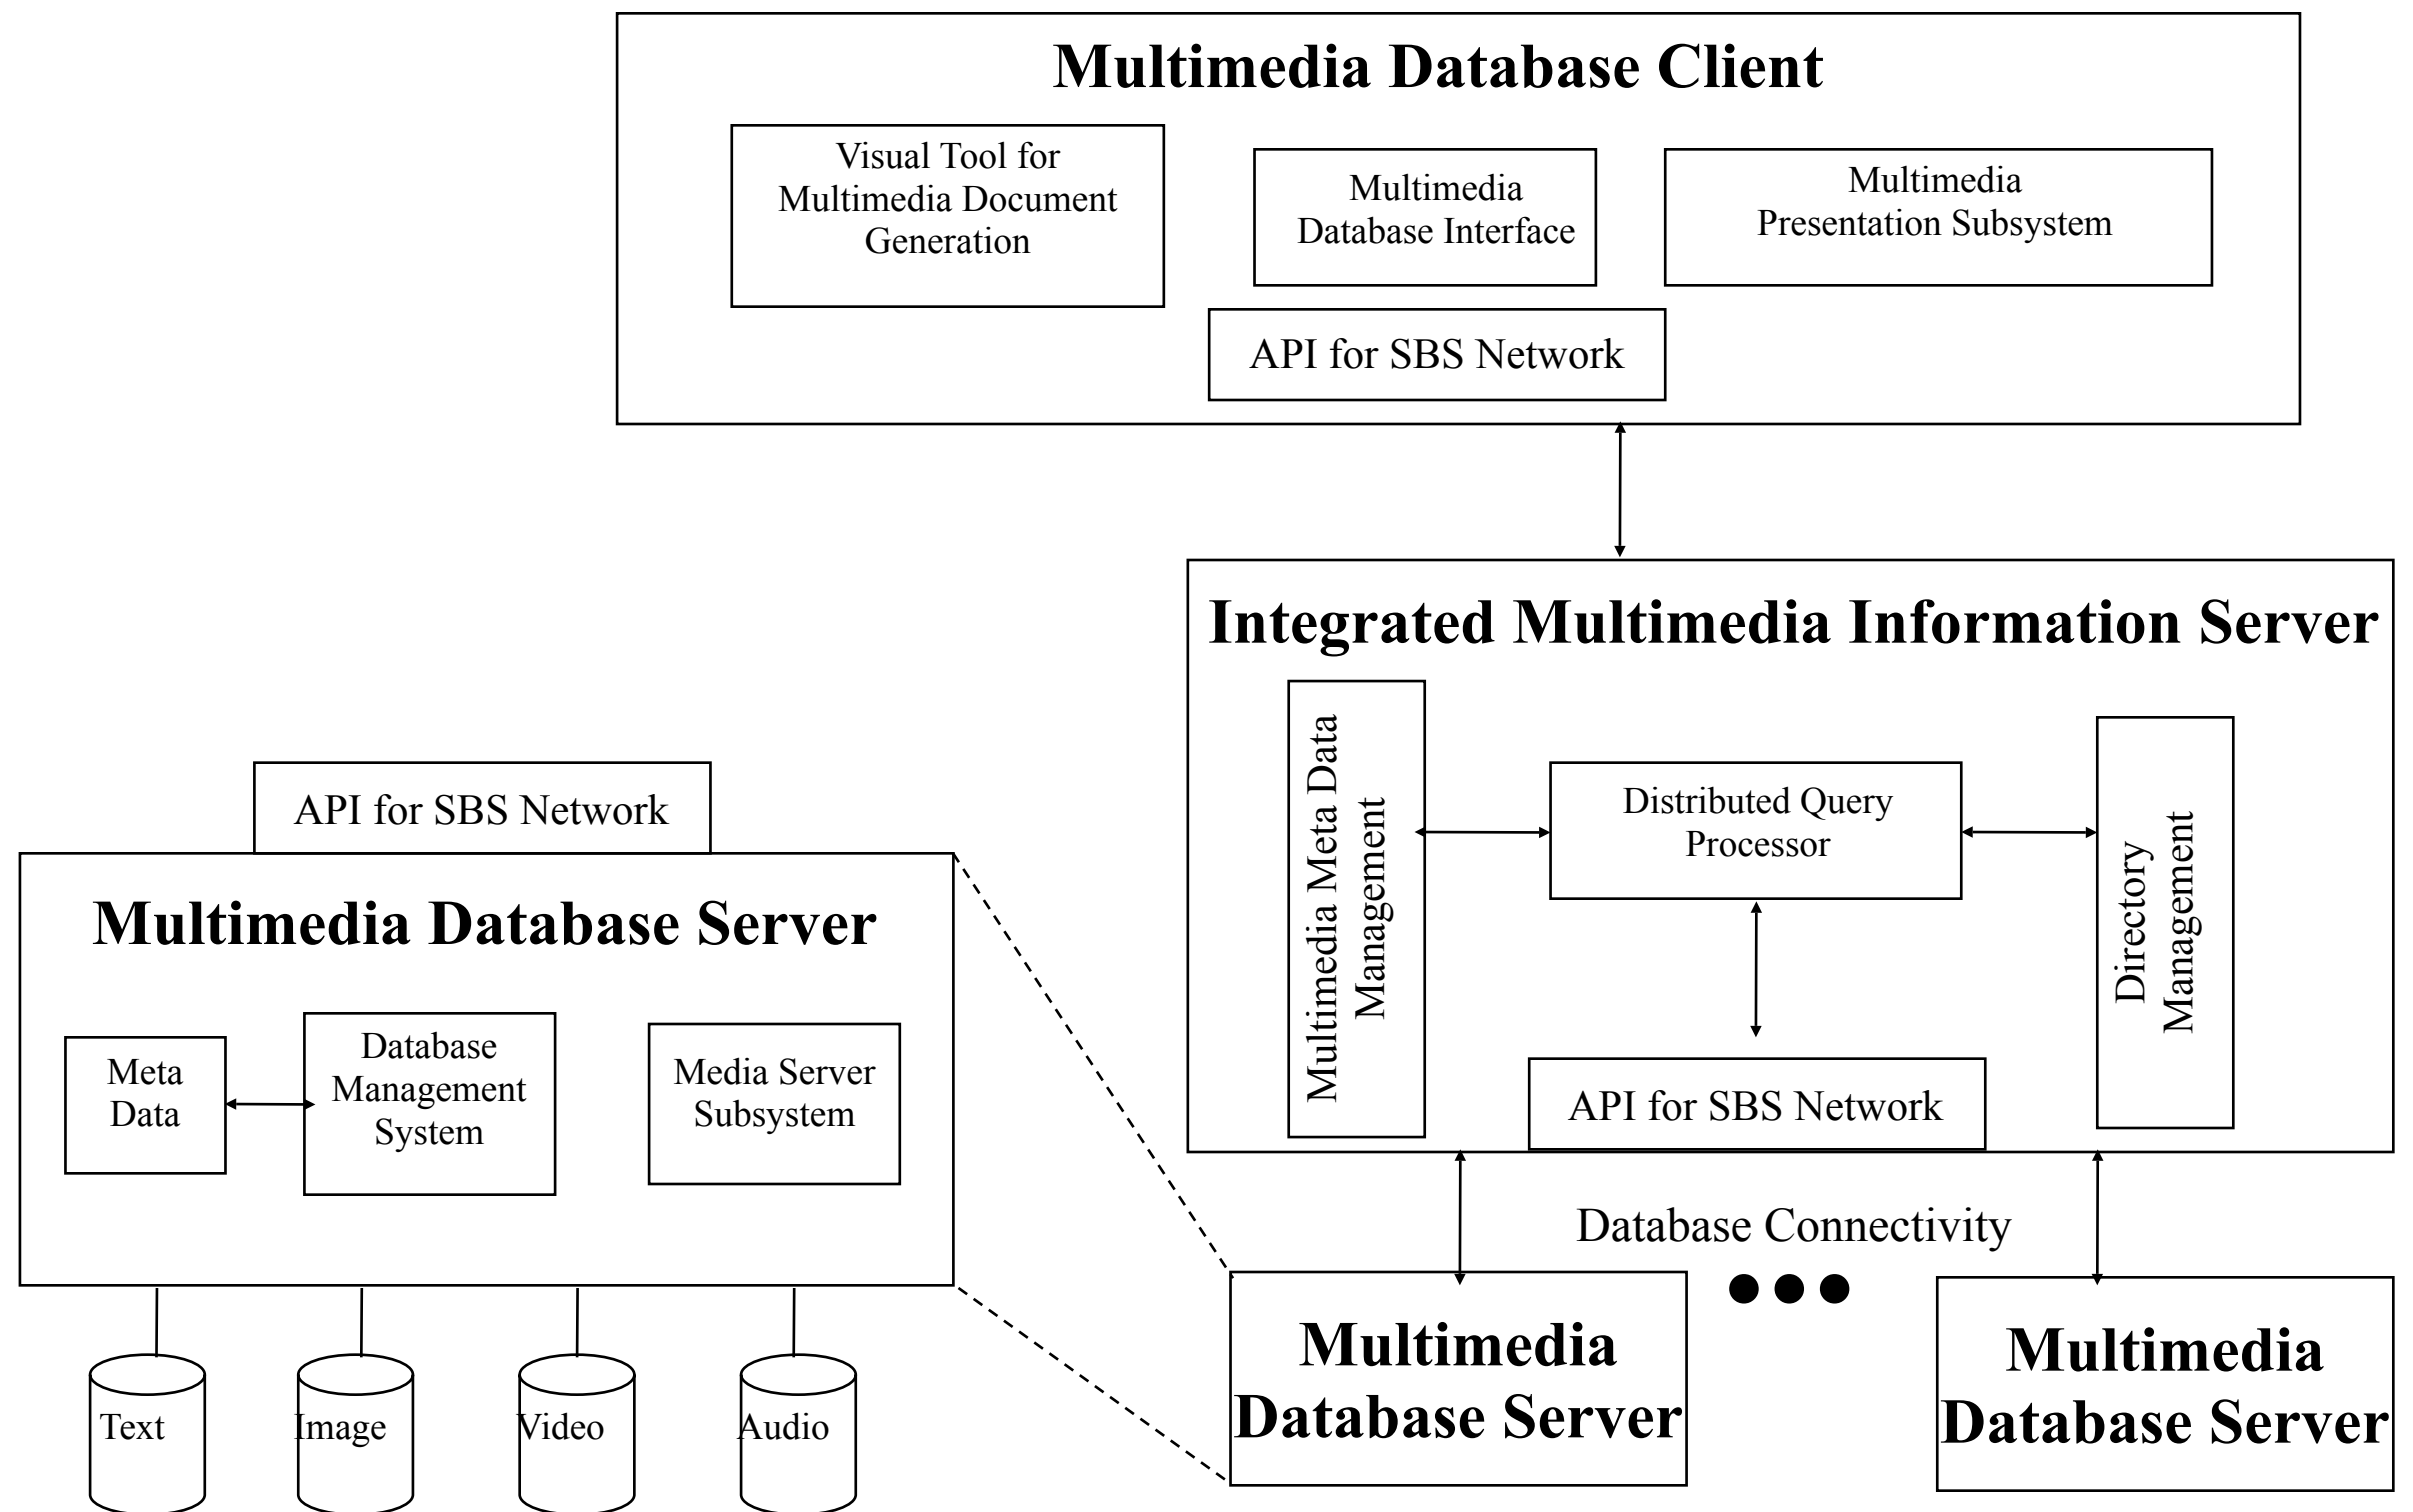 Multimedia Database Client
Visual Tool for
Multimedia Document
Generation
Multimedia
Database Interface
Multimedia
Presentation Subsystem
API for SBS Network
Integrated Multimedia Information Server
Multimedia Meta Data
Management
Distributed Query
Processor
Directory
Management
API for SBS Network
API for SBS Network
Multimedia Database Server
Meta
Data
Database
Management
System
Media Server
Subsystem
Text
Image
Video
Audio
Database Connectivity
Multimedia
Database Server
Multimedia
Database Server